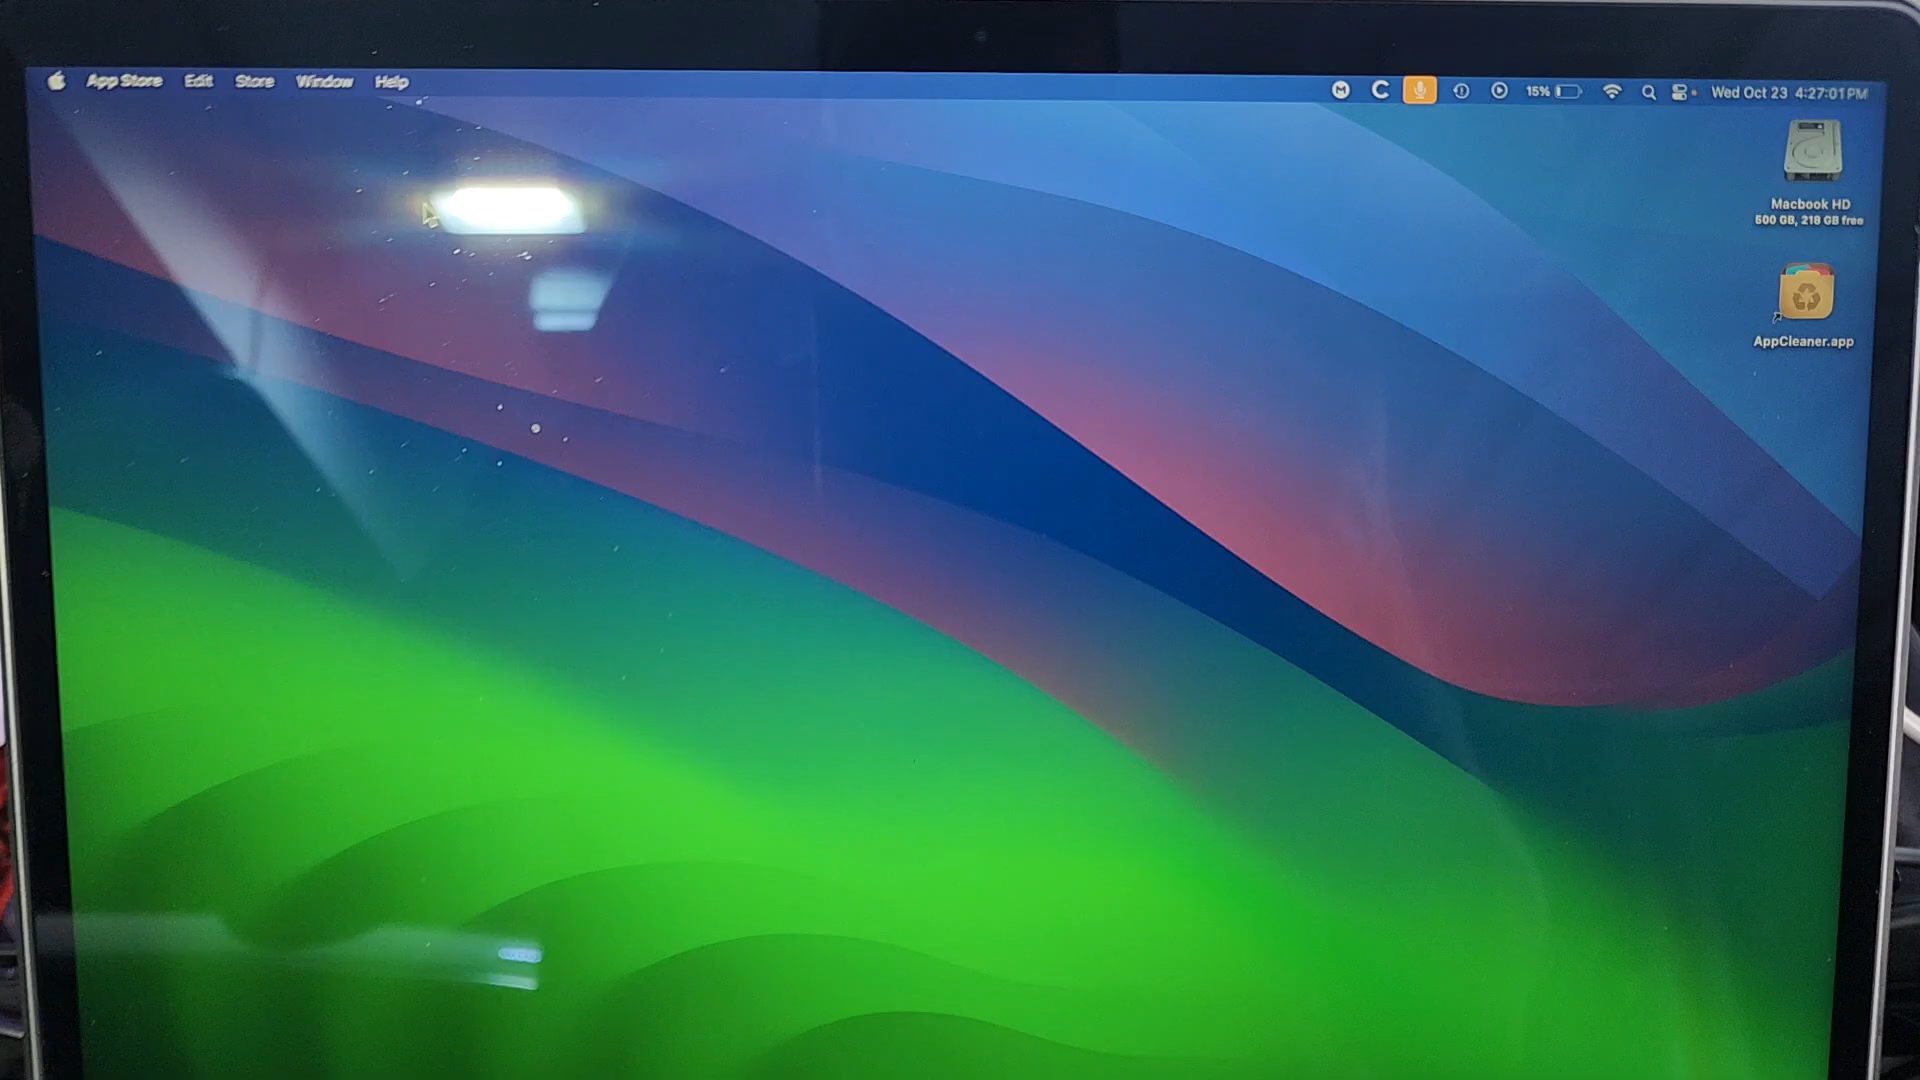 App Store Edit Store Window Help
15% Wed Oct 23 4:27:01 PM
Macbook HD
500 GB, 218 GB free
AppCleaner.app